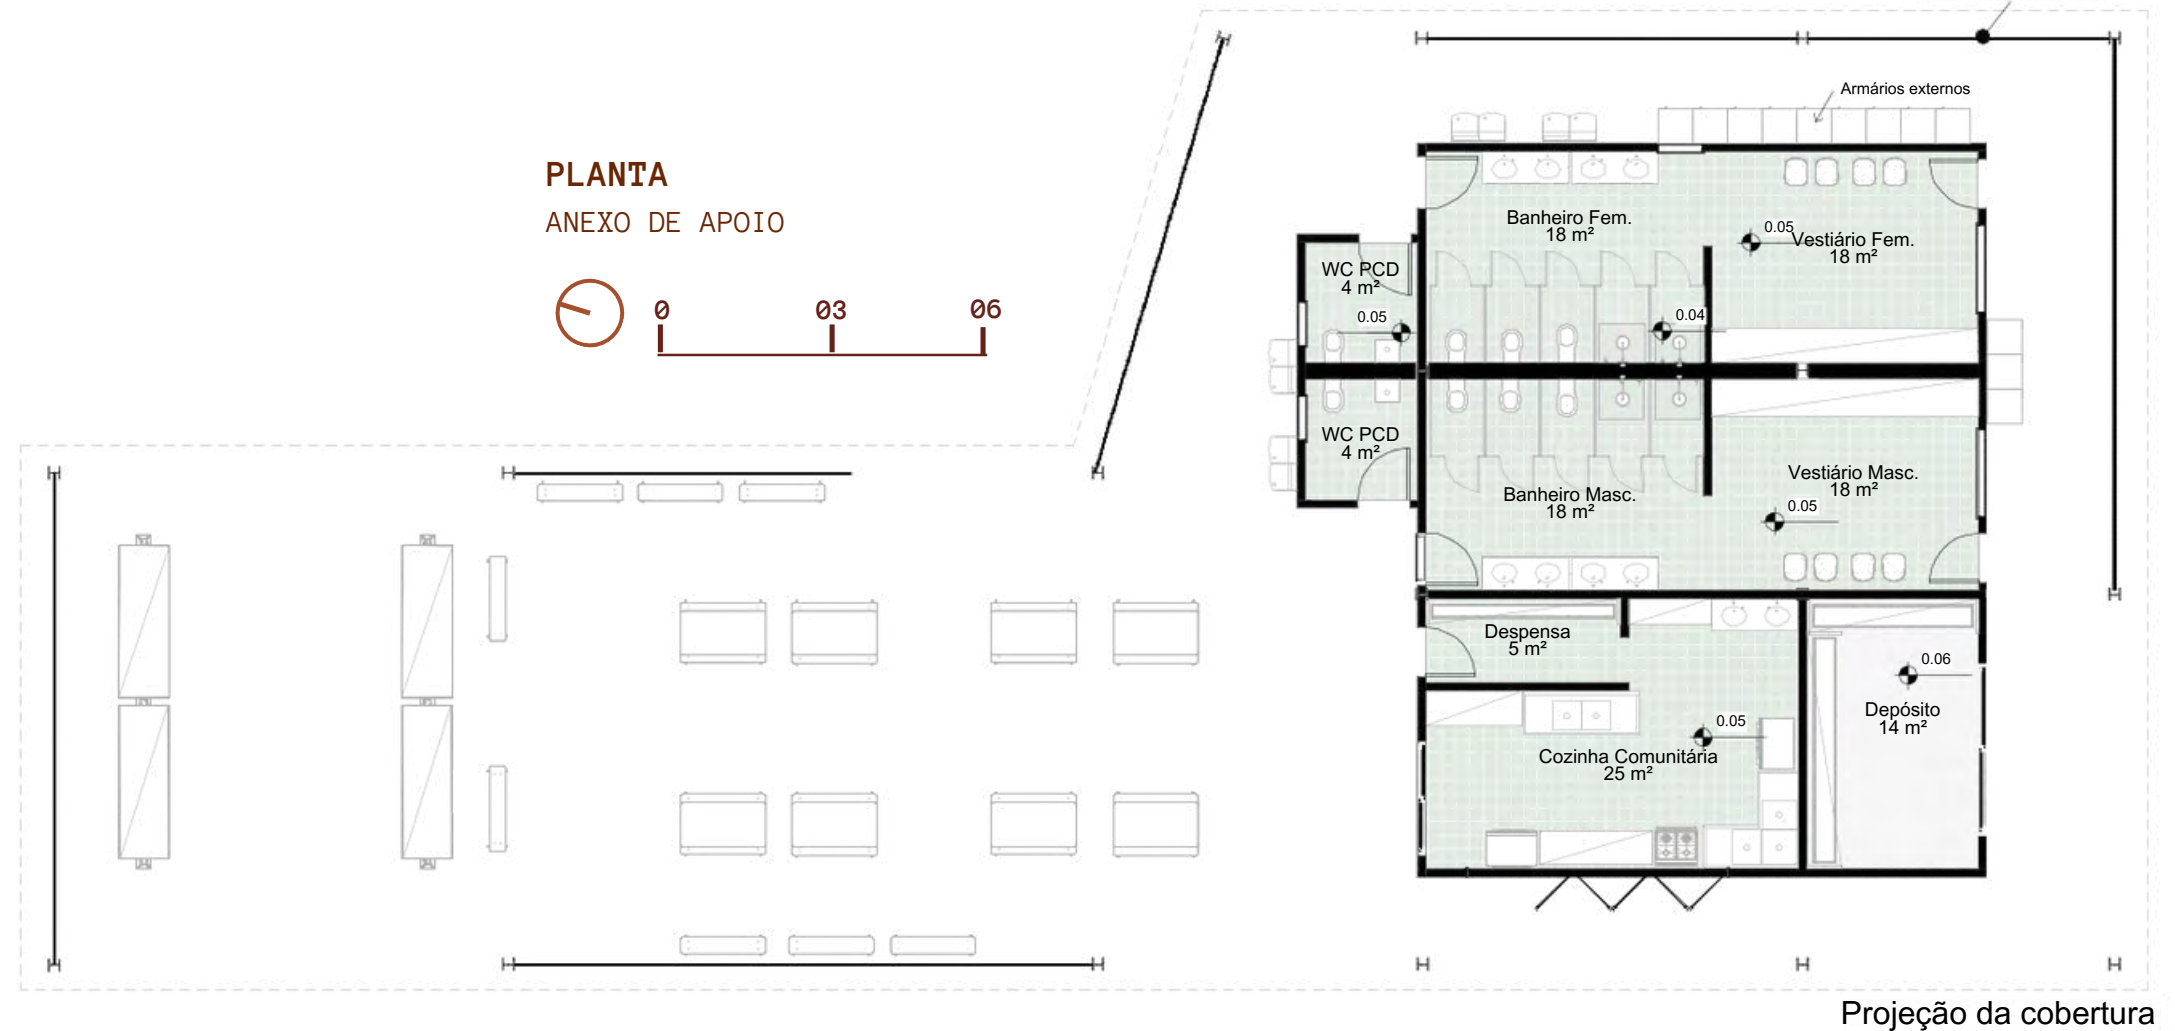 Armários externos
PLANTA
ANEXO DE APOIO
0 03 06
Banheiro Fem.
18 m²
0.05
Vestiário Fem.
18 m²
WC PCD
4 m²
0.05
0.04
WC PCD
4 m²
Banheiro Masc.
18 m²
Vestiário Masc.
18 m²
0.05
Despensa
5 m²
0.06
Depósito
14 m²
0.05
Cozinha Comunitária
25 m²
Projeção da cobertura